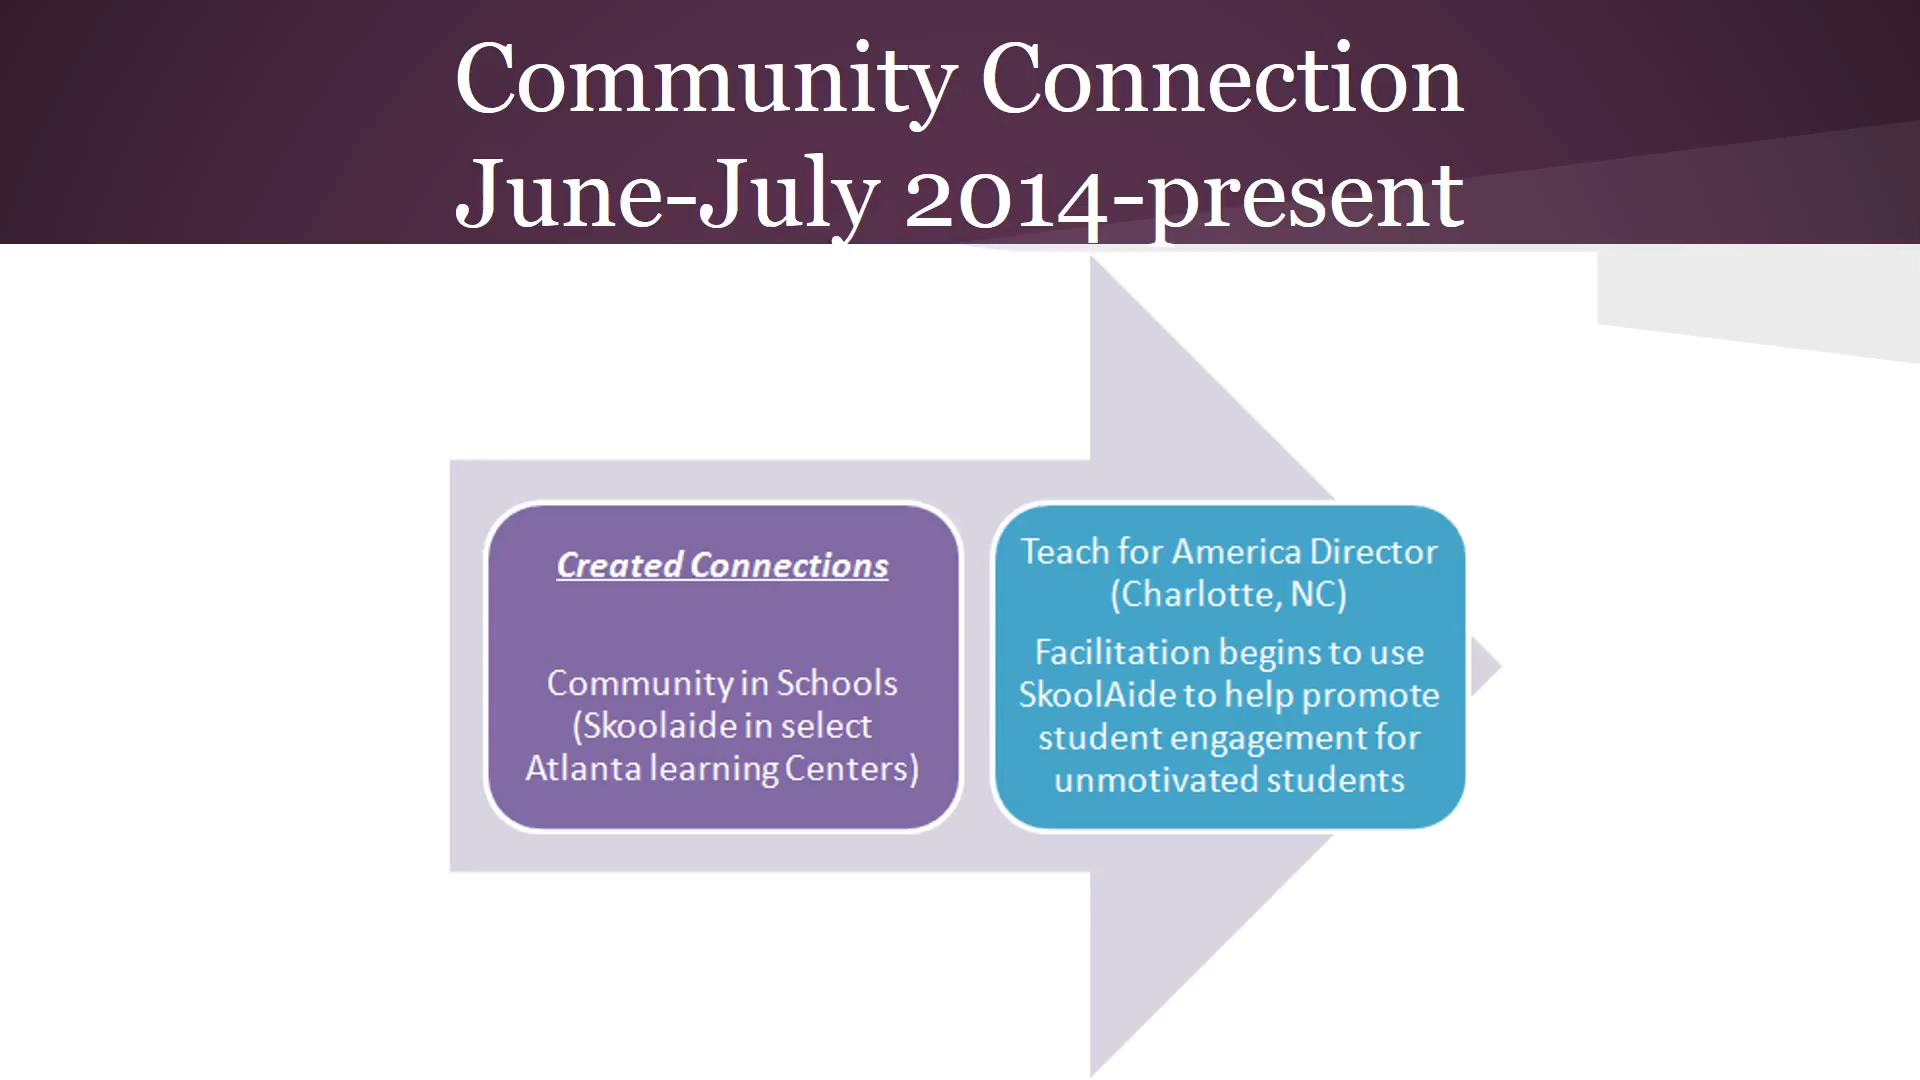 Community Connection
June-July 2014-present
Created Connections
Community in Schools
(Skoolaide in select
Atlanta learning Centers)
Teach for America Director
(Charlotte, NC)
Facilitation begins to use
SkoolAide to help promote
student engagement for
unmotivated students